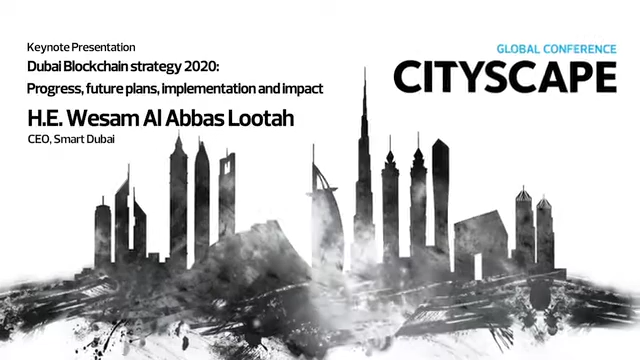 Keynote Presentation
Dubai Blockchain strategy 2020:
Progress, future plans, implementation and impact
H.E. Wesam Al Abbas Lootah
CEO, Smart Dubai
GLOBAL CONFERENCE
CITYSCAPE